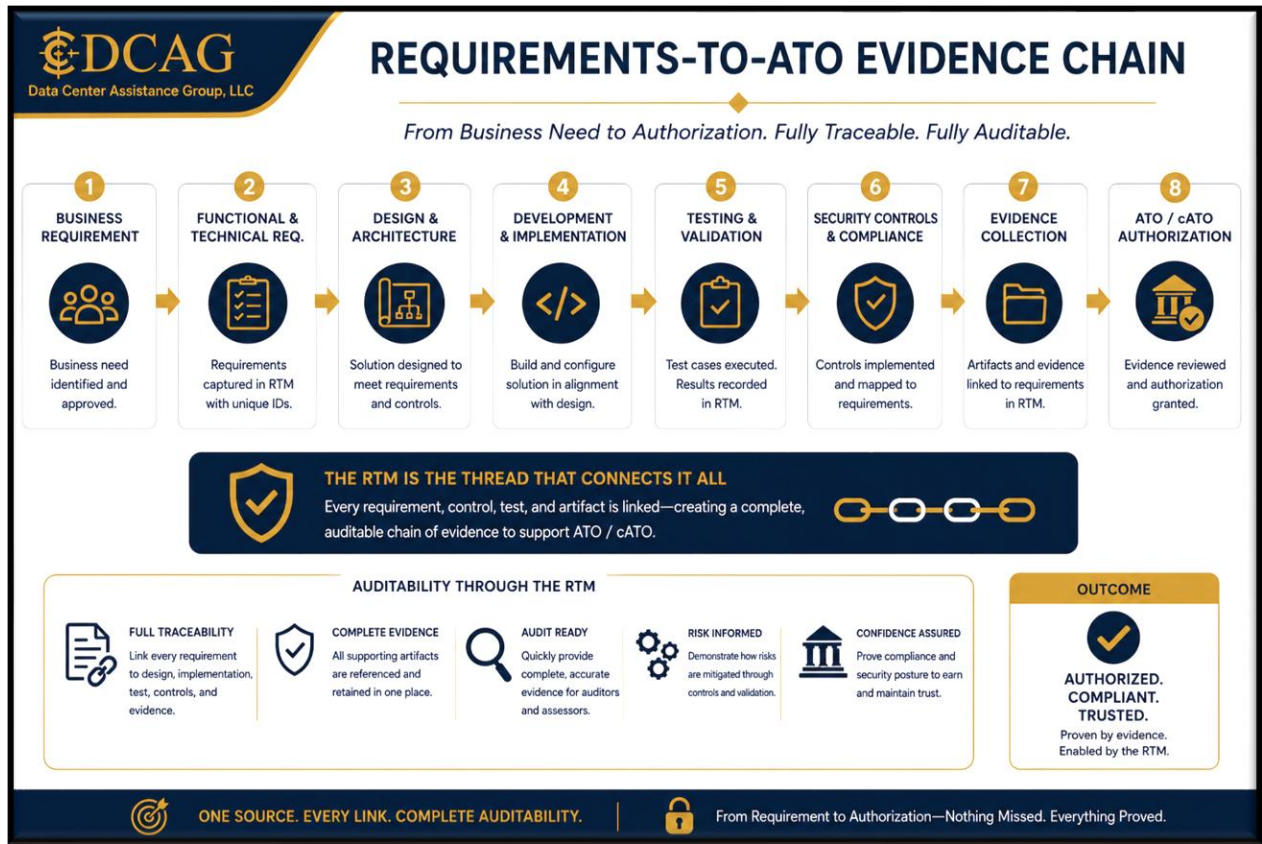 DCAG
Data Center Assistance Group, LLC
REQUIREMENTS-TO-ATO EVIDENCE CHAIN
From Business Need to Authorization. Fully Traceable. Fully Auditable.
1
BUSINESS
REQUIREMENT
Business need
identified and
approved.
2
FUNCTIONAL &
TECHNICAL REQ.
Requirements
captured in RTM
with unique IDs.
3
DESIGN &
ARCHITECTURE
Solution designed to
meet requirements
and controls.
4
DEVELOPMENT
& IMPLEMENTATION
</>
Build and configure
solution in alignment
with design.
5
TESTING &
VALIDATION
Test cases executed.
Results recorded
in RTM.
6
SECURITY CONTROLS
& COMPLIANCE
Controls implemented
and mapped to
requirements.
7
EVIDENCE
COLLECTION
Artifacts and evidence
linked to requirements
in RTM.
8
ATO / cATO
AUTHORIZATION
Evidence reviewed
and authorization
granted.
THE RTM IS THE THREAD THAT CONNECTS IT ALL
Every requirement, control, test, and artifact is linked—creating a complete,
auditable chain of evidence to support ATO / cATO.
AUDITABILITY THROUGH THE RTM
FULL TRACEABILITY
Link every requirement
to design, implementation,
test, controls, and
evidence.
COMPLETE EVIDENCE
All supporting artifacts
are referenced and
retained in one place.
AUDIT READY
Quickly provide
complete, accurate
evidence for auditors
and assessors.
RISK INFORMED
Demonstrate how risks
are mitigated through
controls and validation.
CONFIDENCE ASSURED
Prove compliance and
security posture to earn
and maintain trust.
OUTCOME
AUTHORIZED.
COMPLIANT.
TRUSTED.
Proven by evidence.
Enabled by the RTM.
ONE SOURCE. EVERY LINK. COMPLETE AUDITABILITY.
From Requirement to Authorization—Nothing Missed. Everything Proved.